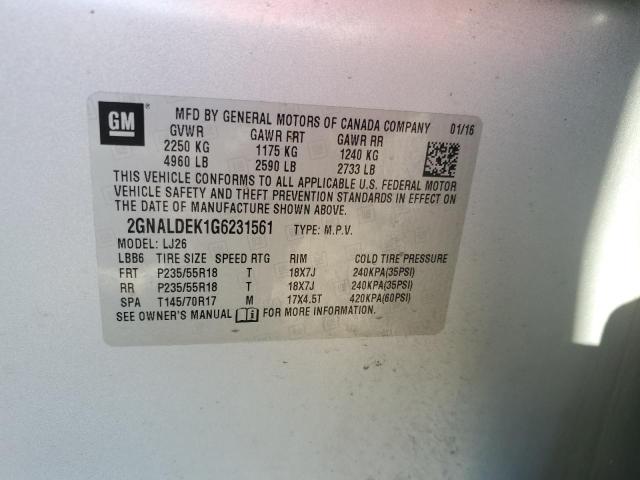 GM ®
MFD BY GENERAL MOTORS OF CANADA COMPANY 01/16
GVWR GAWR FRT GAWR RR
2250 KG 1175 KG 1240 KG
4960 LB 2590 LB 2733 LB
THIS VEHICLE CONFORMS TO ALL APPLICABLE U.S. FEDERAL MOTOR
VEHICLE SAFETY AND THEFT PREVENTION STANDARDS IN EFFECT ON
THE DATE OF MANUFACTURE SHOWN ABOVE.
2GNALDEK1G6231561 TYPE: M.P.V.
MODEL: LJ26
LBB6 TIRE SIZE SPEED RTG RIM COLD TIRE PRESSURE
FRT P235/55R18 T 18X7J 240KPA(35PSI)
RR P235/55R18 T 18X7J 240KPA(35PSI)
SPA T145/70R17 M 17X4.5T 420KPA(60PSI)
SEE OWNER'S MANUAL FOR MORE INFORMATION.